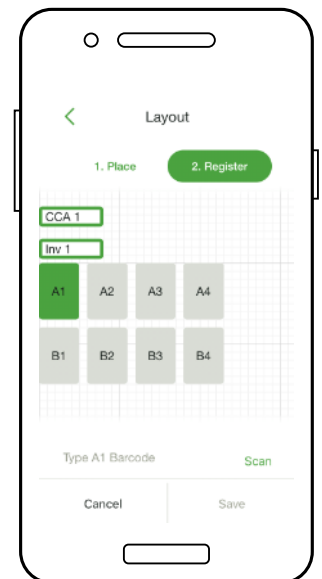 Layout
1. Place 2. Register
CCA 1
Inv 1
A1 A2 A3 A4
B1 B2 B3 B4
Type A1 Barcode Scan
Cancel Save